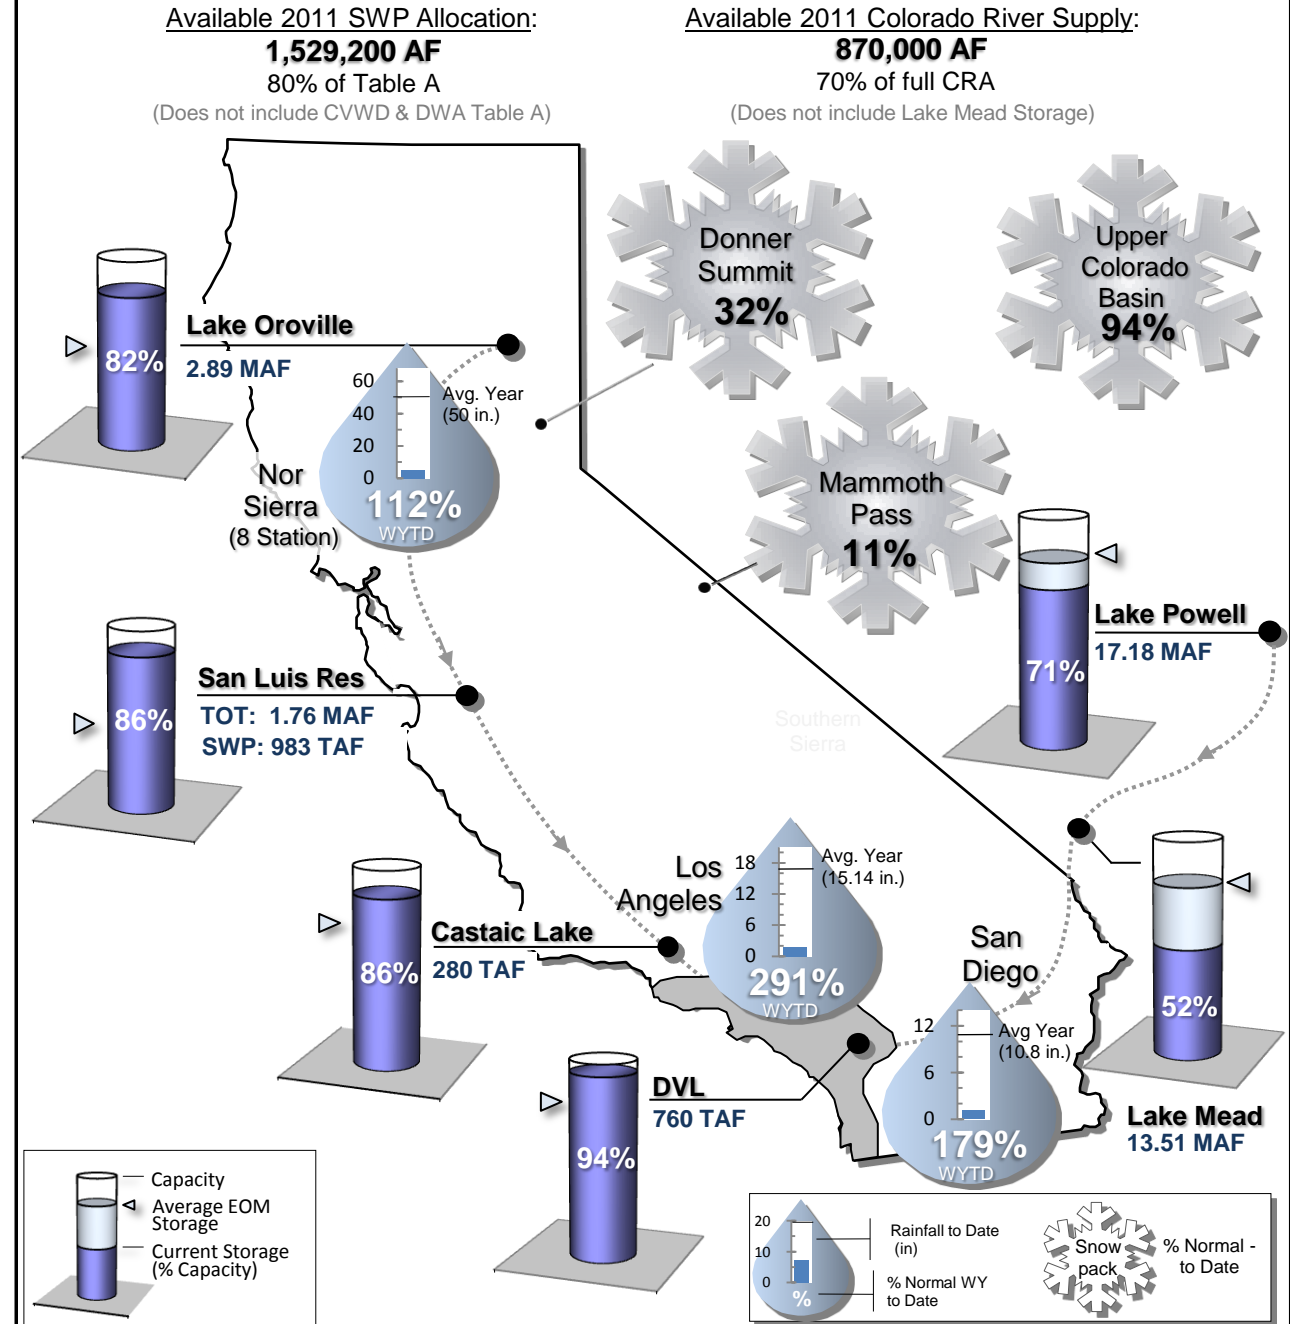 Available 2011 SWP Allocation:
1,529,200 AF
80% of Table A
(Does not include CVWD & DWA Table A)
Available 2011 Colorado River Supply:
870,000 AF
70% of full CRA
(Does not include Lake Mead Storage)
Donner
Summit
32%
Upper
Colorado
Basin
94%
Lake Oroville
82%
2.89 MAF
60
40
20
0
Avg. Year
(50 in.)
Nor
Sierra
(8 Station)
112%
WYTD
Mammoth
Pass
11%
Lake Powell
17.18 MAF
71%
San Luis Res
TOT: 1.76 MAF
SWP: 983 TAF
86%
Southern
Sierra
Los
Angeles
18
12
6
0
Avg. Year
(15.14 in.)
291%
WYTD
Castaic Lake
280 TAF
86%
San
Diego
12
6
0
Avg Year
(10.8 in.)
179%
WYTD
52%
Lake Mead
13.51 MAF
DVL
760 TAF
94%
Capacity
Average EOM
Storage
Current Storage
(% Capacity)
20
10
0
%
Rainfall to Date
(in)
% Normal WY
to Date
Snow
pack
% Normal -
to Date